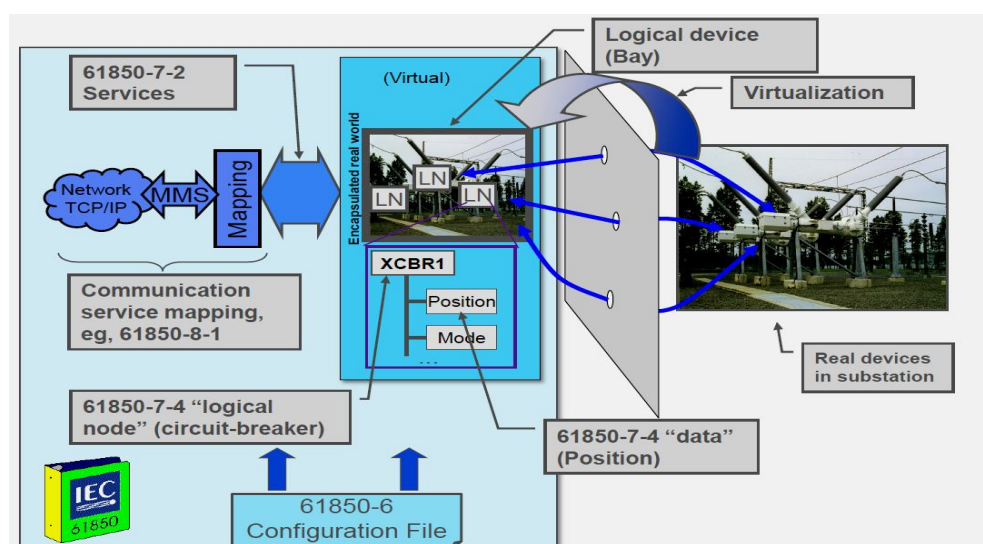 61850-7-2
Services
Logical device
(Bay)
(Virtual)
Virtualization
Encapsulated real world
LN
LN
LN
Network
TCP/IP
MMS
Mapping
XCBR1
Position
Mode
...
Communication
service mapping,
eg, 61850-8-1
Real devices
in substation
61850-7-4 “logical
node” (circuit-breaker)
61850-7-4 “data”
(Position)
IEC
61850
61850-6
Configuration File